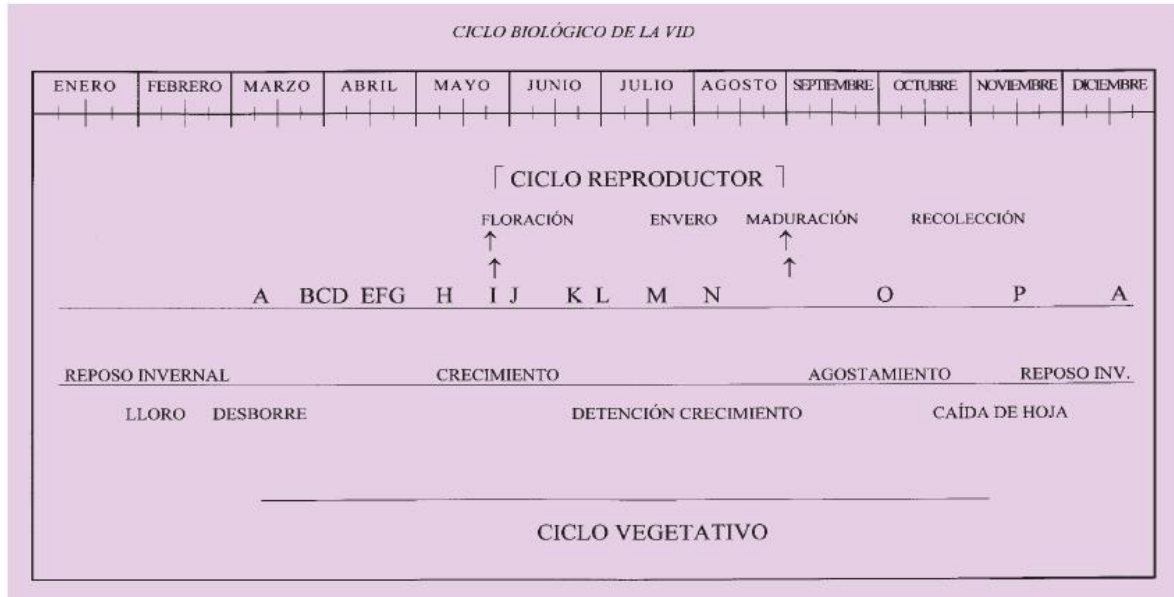 CICLO BIOLÓGICO DE LA VID
ENERO FEBRERO MARZO ABRIL MAYO JUNIO JULIO AGOSTO SEPTIEMBRE OCTUBRE NOVIEMBRE DICIEMBRE
CICLO REPRODUCTOR
FLORACIÓN ENVERO MADURACIÓN RECOLECCIÓN
A BCD EFG H I J K L M N O P A
REPOSO INVERNAL CRECIMIENTO AGOSTAMIENTO REPOSO INV.
LLORO DESBORRE DETENCIÓN CRECIMIENTO CAÍDA DE HOJA
CICLO VEGETATIVO